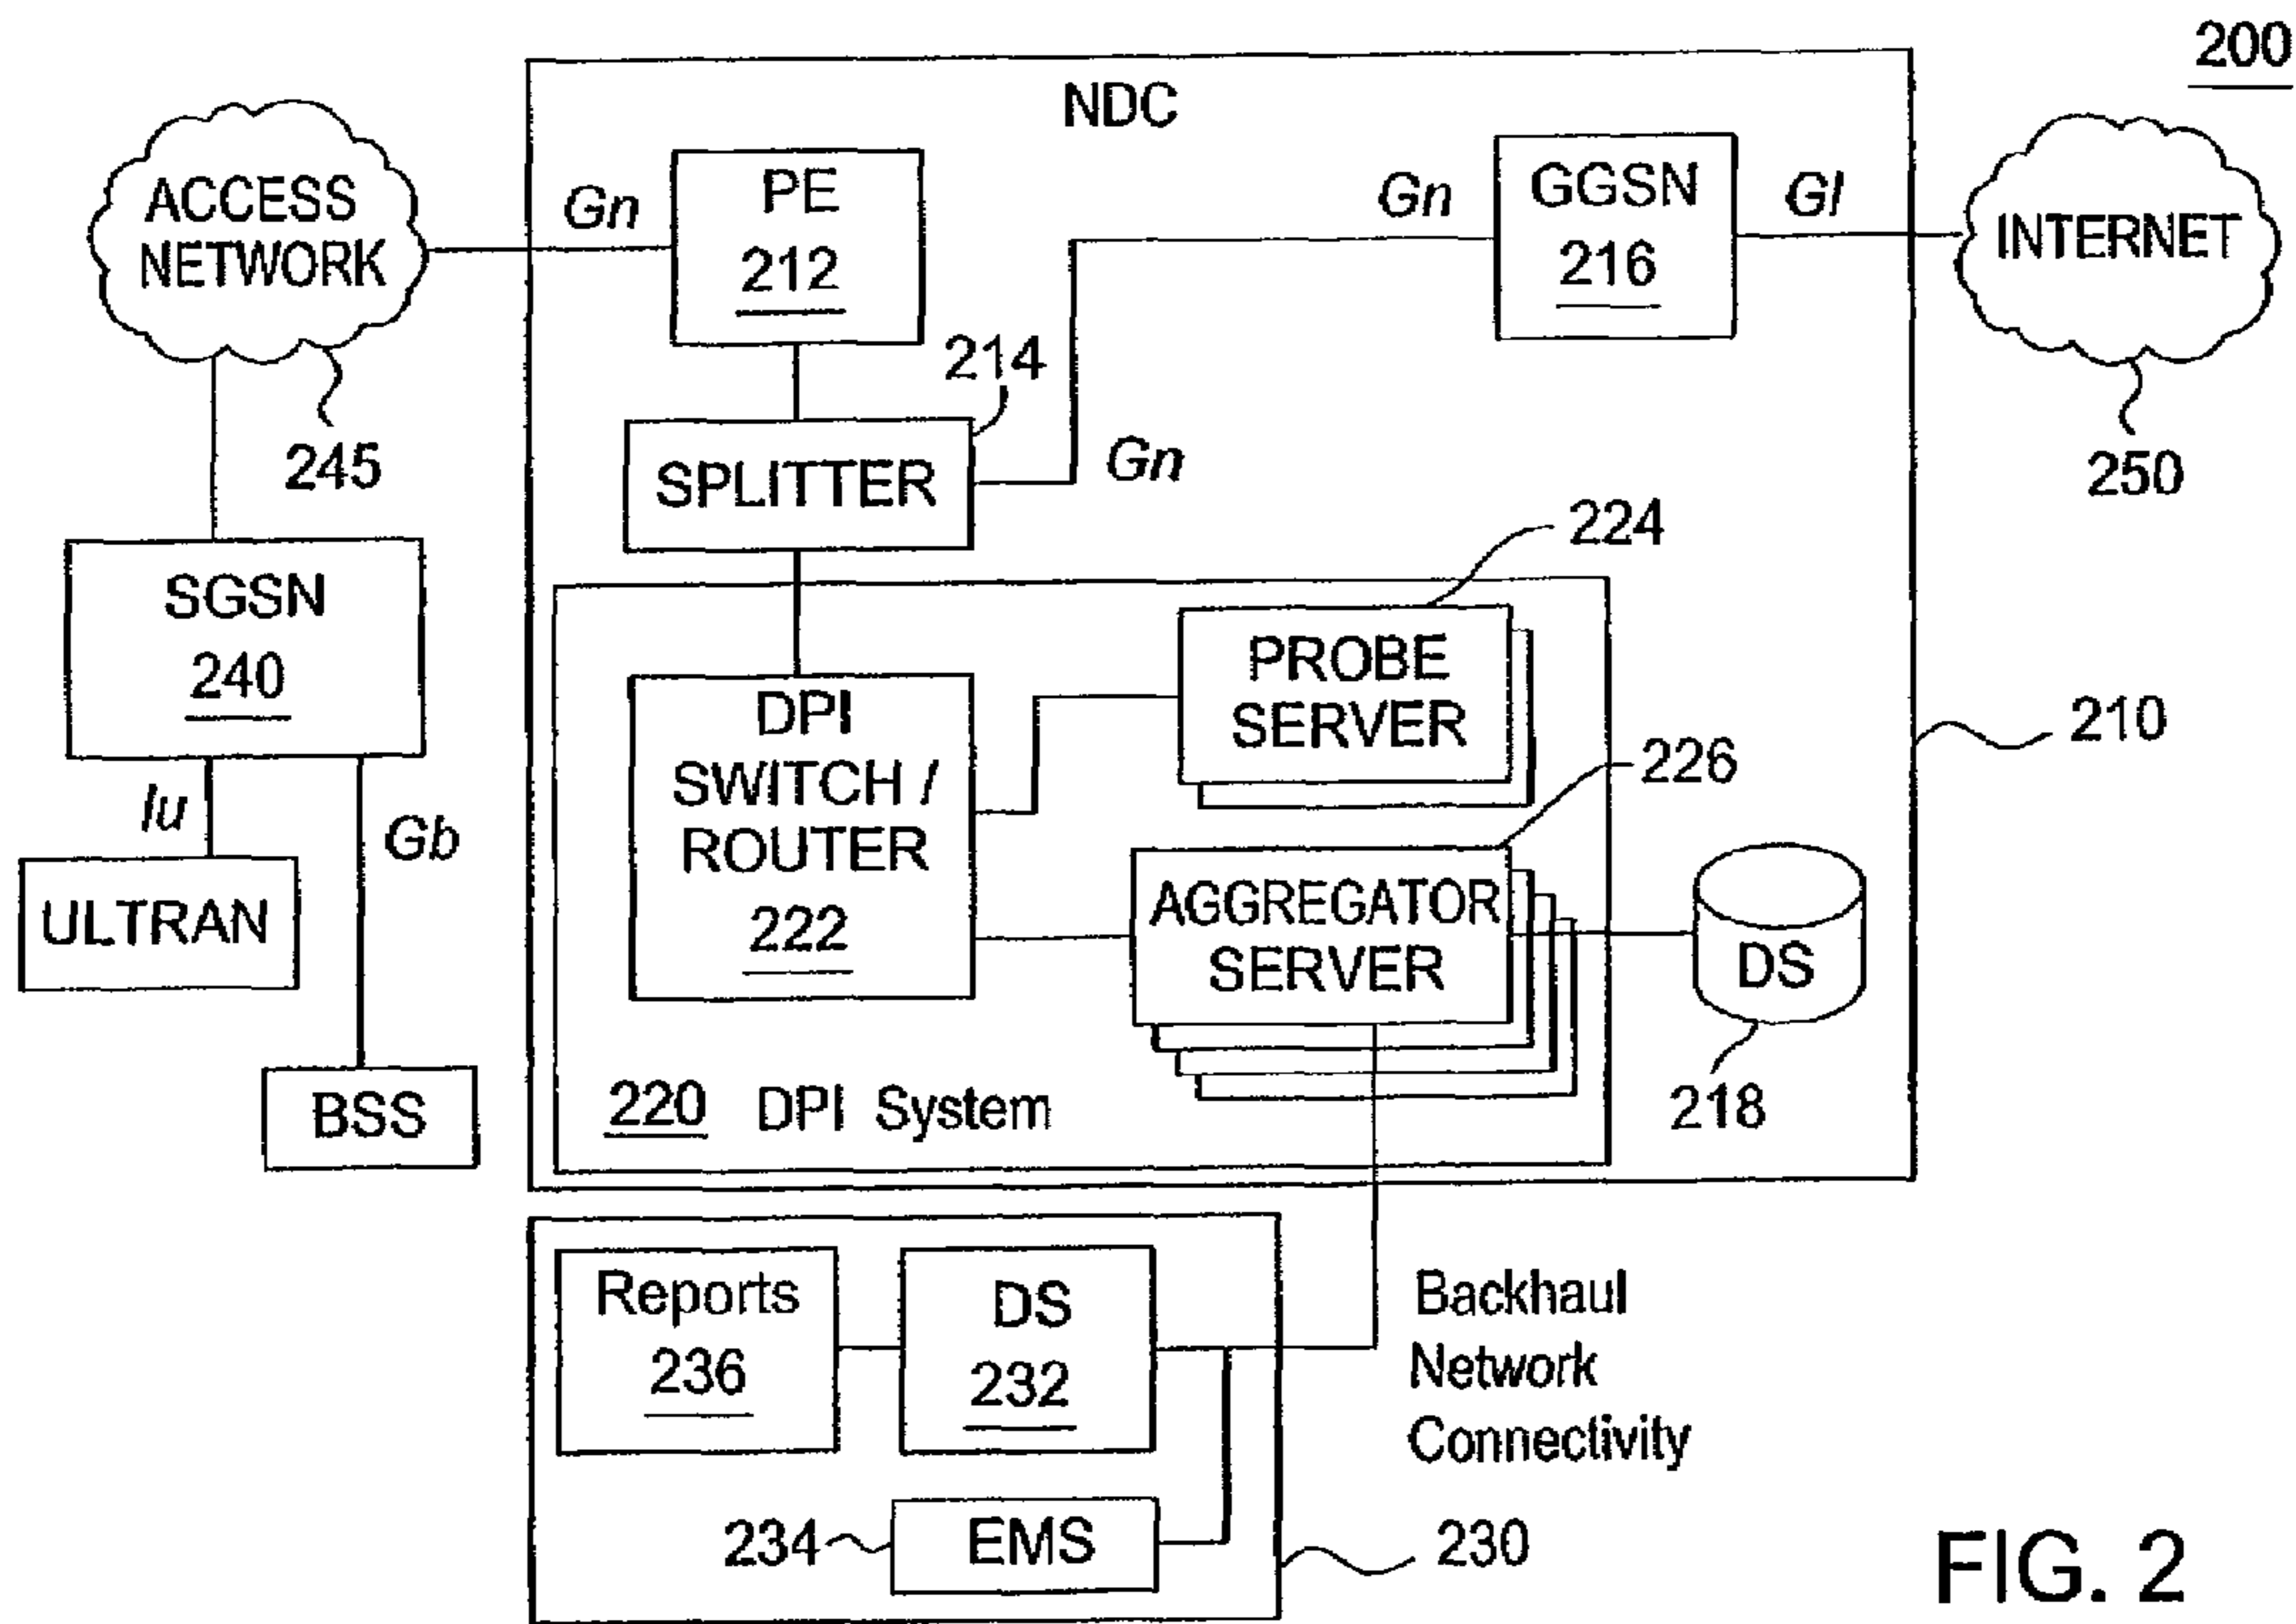 200
NDC
ACCESS
NETWORK
Gn
PE
212
Gn
GGSN
216
GI
INTERNET
214
245
SPLITTER
Gn
250
224
SGSN
240
PROBE
SERVER
DPI
SWITCH /
ROUTER
222
210
226
Iu
Gb
ULTRAN
AGGREGATOR
SERVER
DS
218
BSS
220 DPI System
Reports
236
DS
232
Backhaul
Network
Connectivity
234
EMS
230
FIG. 2